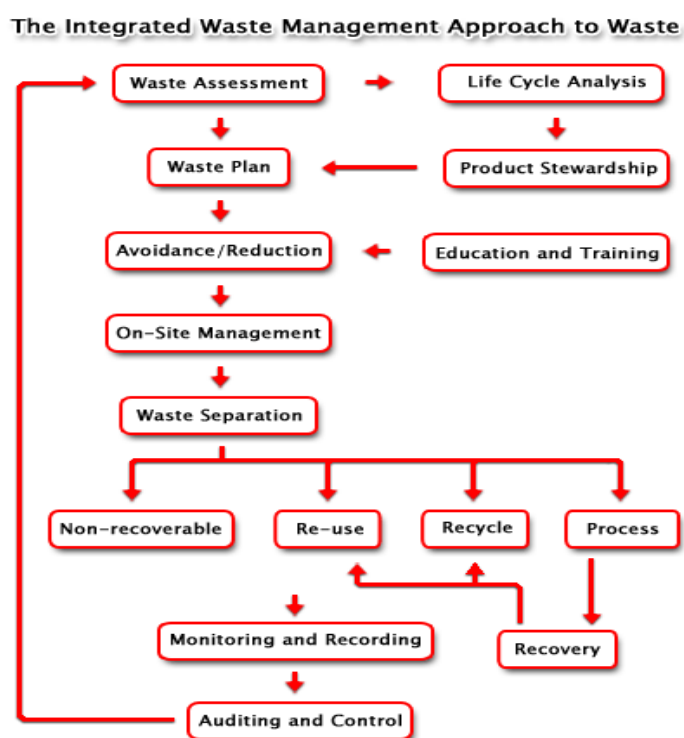 The Integrated Waste Management Approach to Waste
Waste Assessment
Life Cycle Analysis
Waste Plan
Product Stewardship
Avoidance/Reduction
Education and Training
On-Site Management
Waste Separation
Non-recoverable
Re-use
Recycle
Process
Monitoring and Recording
Recovery
Auditing and Control